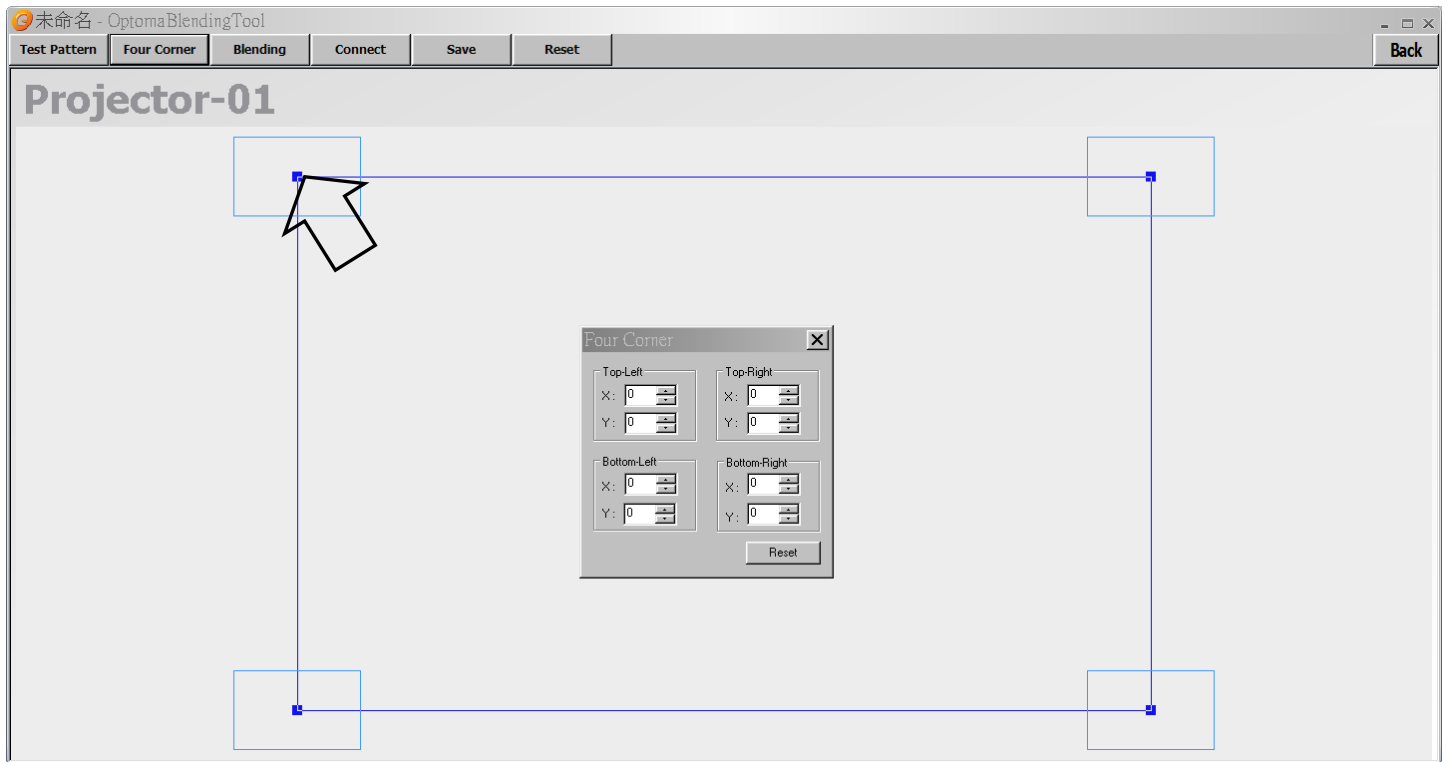 未命名 - OptomaBlendingTool
Test Pattern Four Corner Blending Connect Save Reset Back
Projector-01
Four Corner
Top-Left Top-Right
X: 0 X: 0
Y: 0 Y: 0
Bottom-Left Bottom-Right
X: 0 X: 0
Y: 0 Y: 0
Reset